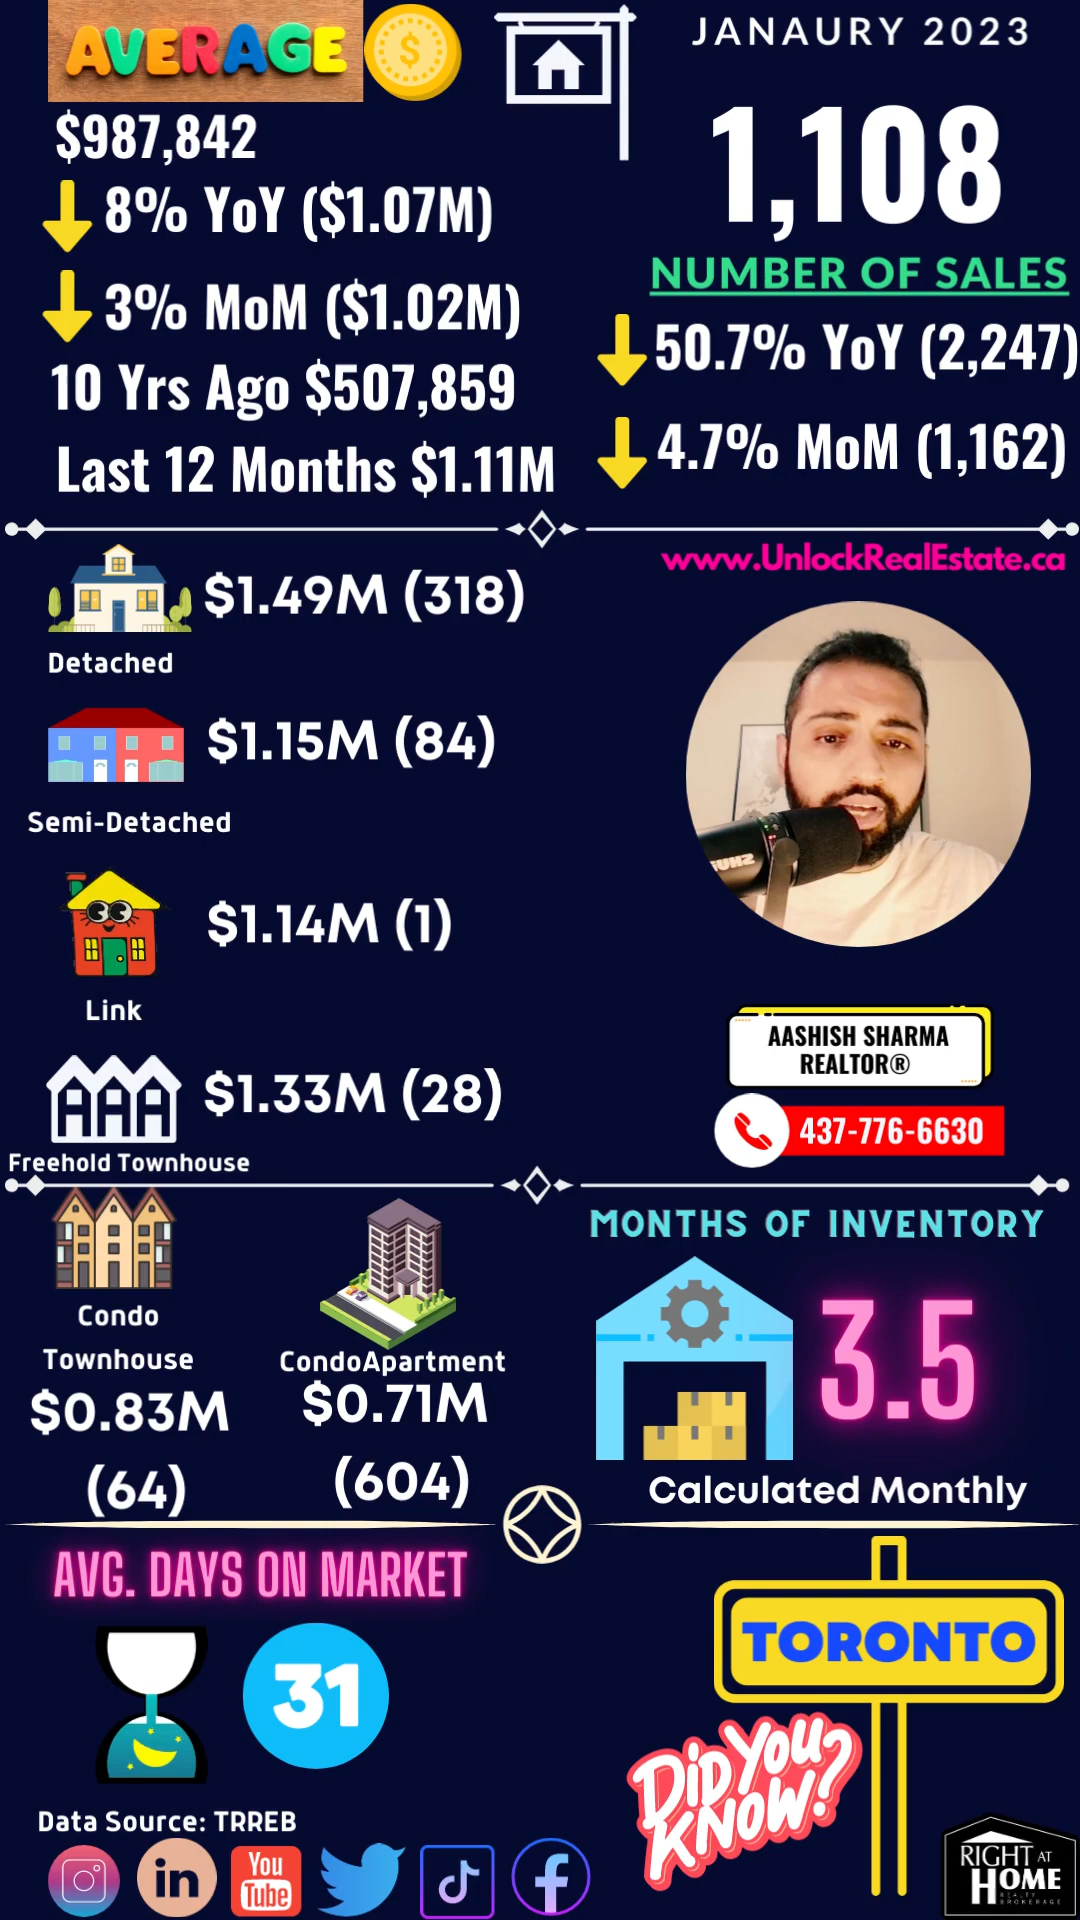 AVERAGE
$
$987,842
8% YoY ($1.07M)
3% MoM ($1.02M)
10 Yrs Ago $507,859
Last 12 Months $1.11M
JANAURY 2023
1,108
NUMBER OF SALES
50.7% YoY (2,247)
4.7% MoM (1,162)
$1.49M (318)
Detached
$1.15M (84)
Semi-Detached
$1.14M (1)
Link
$1.33M (28)
Freehold Townhouse
www.UnlockRealEstate.ca
AASHISH SHARMA
REALTOR®
437-776-6630
Condo
Townhouse
$0.83M
(64)
CondoApartment
$0.71M
(604)
MONTHS OF INVENTORY
3.5
Calculated Monthly
AVG. DAYS ON MARKET
31
TORONTO
DiD You
KNOW?
Data Source: TRREB
in
You
Tube
RIGHT AT
HOME
REALTY
BROKERAGE